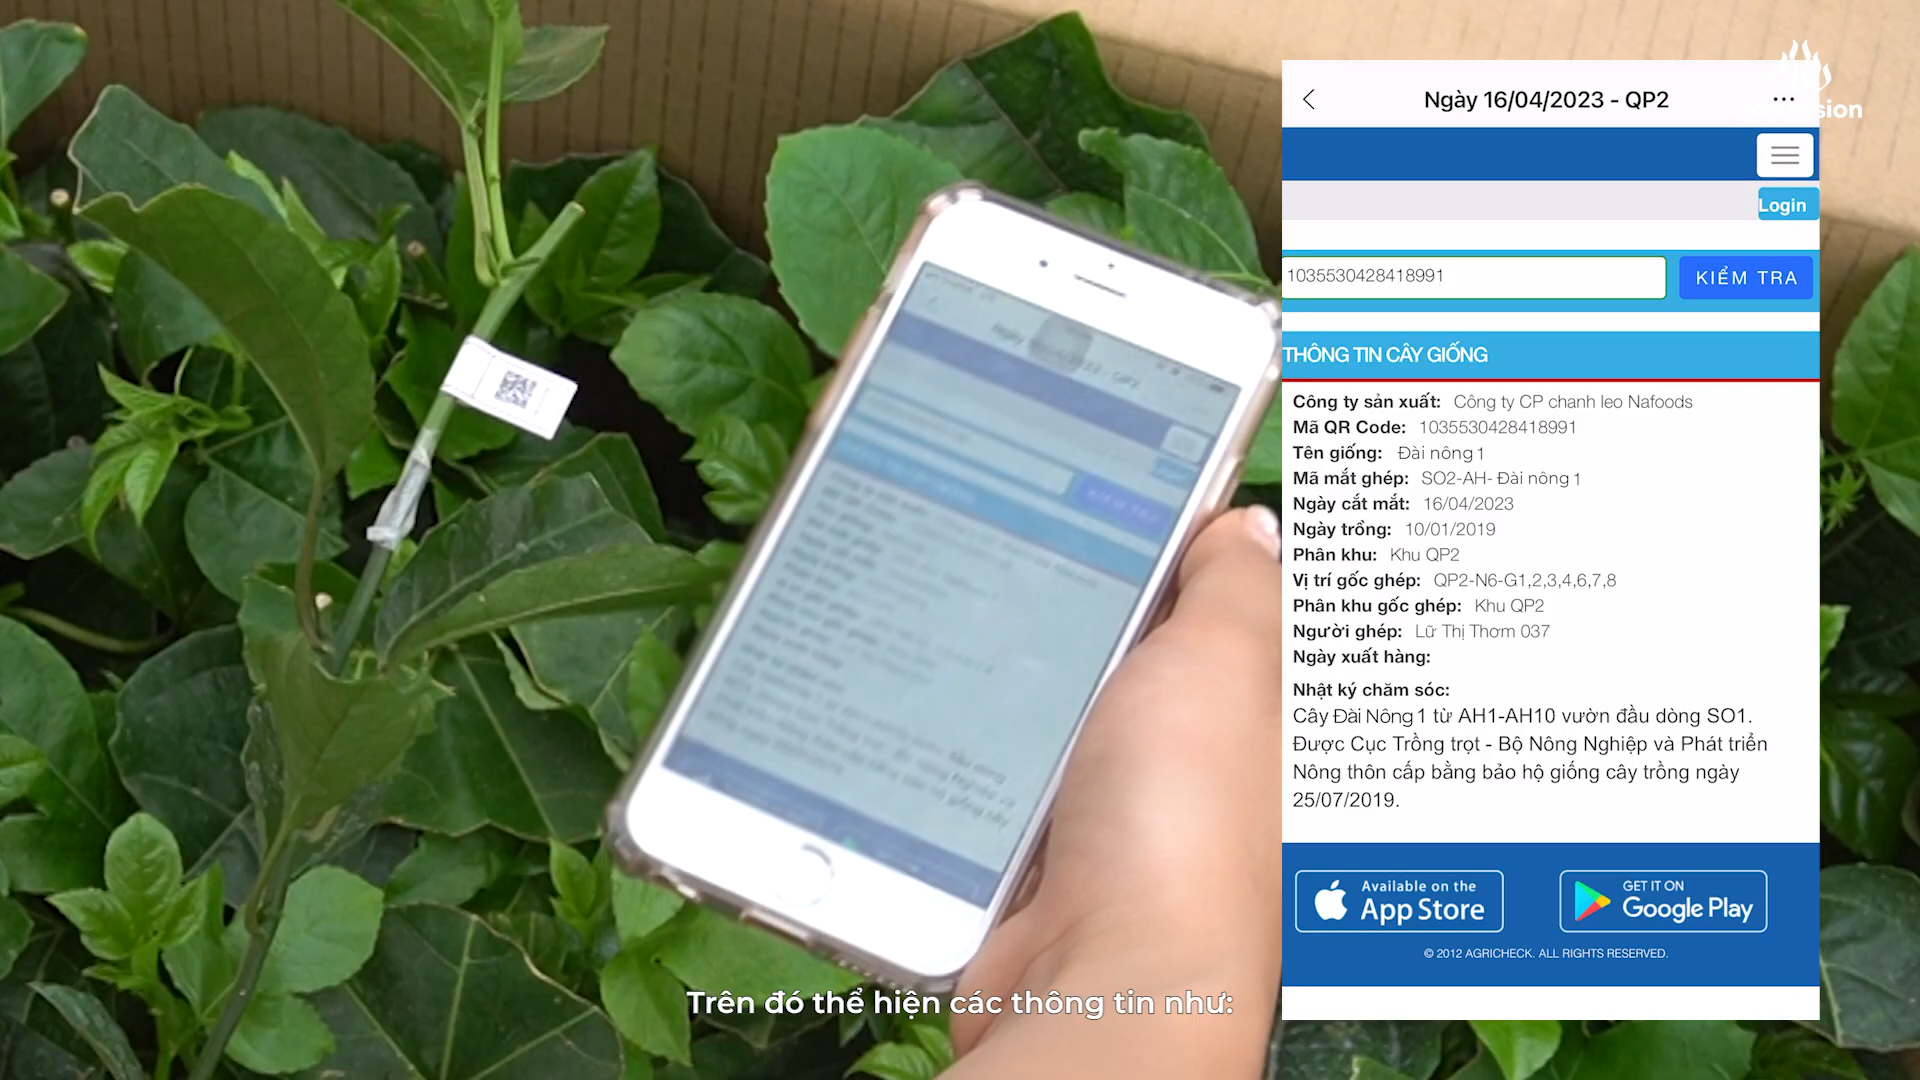 Ngày 16/04/2023 - QP2
Login
1035530428418991
KIỂM TRA
THÔNG TIN CÂY GIỐNG
Công ty sản xuất: Công ty CP chanh leo Nafoods
Mã QR Code: 1035530428418991
Tên giống: Đài nông 1
Mã mắt ghép: SO2-AH- Đài nông 1
Ngày cắt mắt: 16/04/2023
Ngày trồng: 10/01/2019
Phân khu: Khu QP2
Vị trí gốc ghép: QP2-N6-G1,2,3,4,6,7,8
Phân khu gốc ghép: Khu QP2
Người ghép: Lữ Thị Thơm 037
Ngày xuất hàng:
Nhật ký chăm sóc:
Cây Đài Nông 1 từ AH1-AH10 vườn đầu dòng SO1.
Được Cục Trồng trọt - Bộ Nông Nghiệp và Phát triển
Nông thôn cấp bằng bảo hộ giống cây trồng ngày
25/07/2019.
Available on the
App Store
GET IT ON
Google Play
© 2012 AGRICHECK. ALL RIGHTS RESERVED.
Trên đó thể hiện các thông tin như: